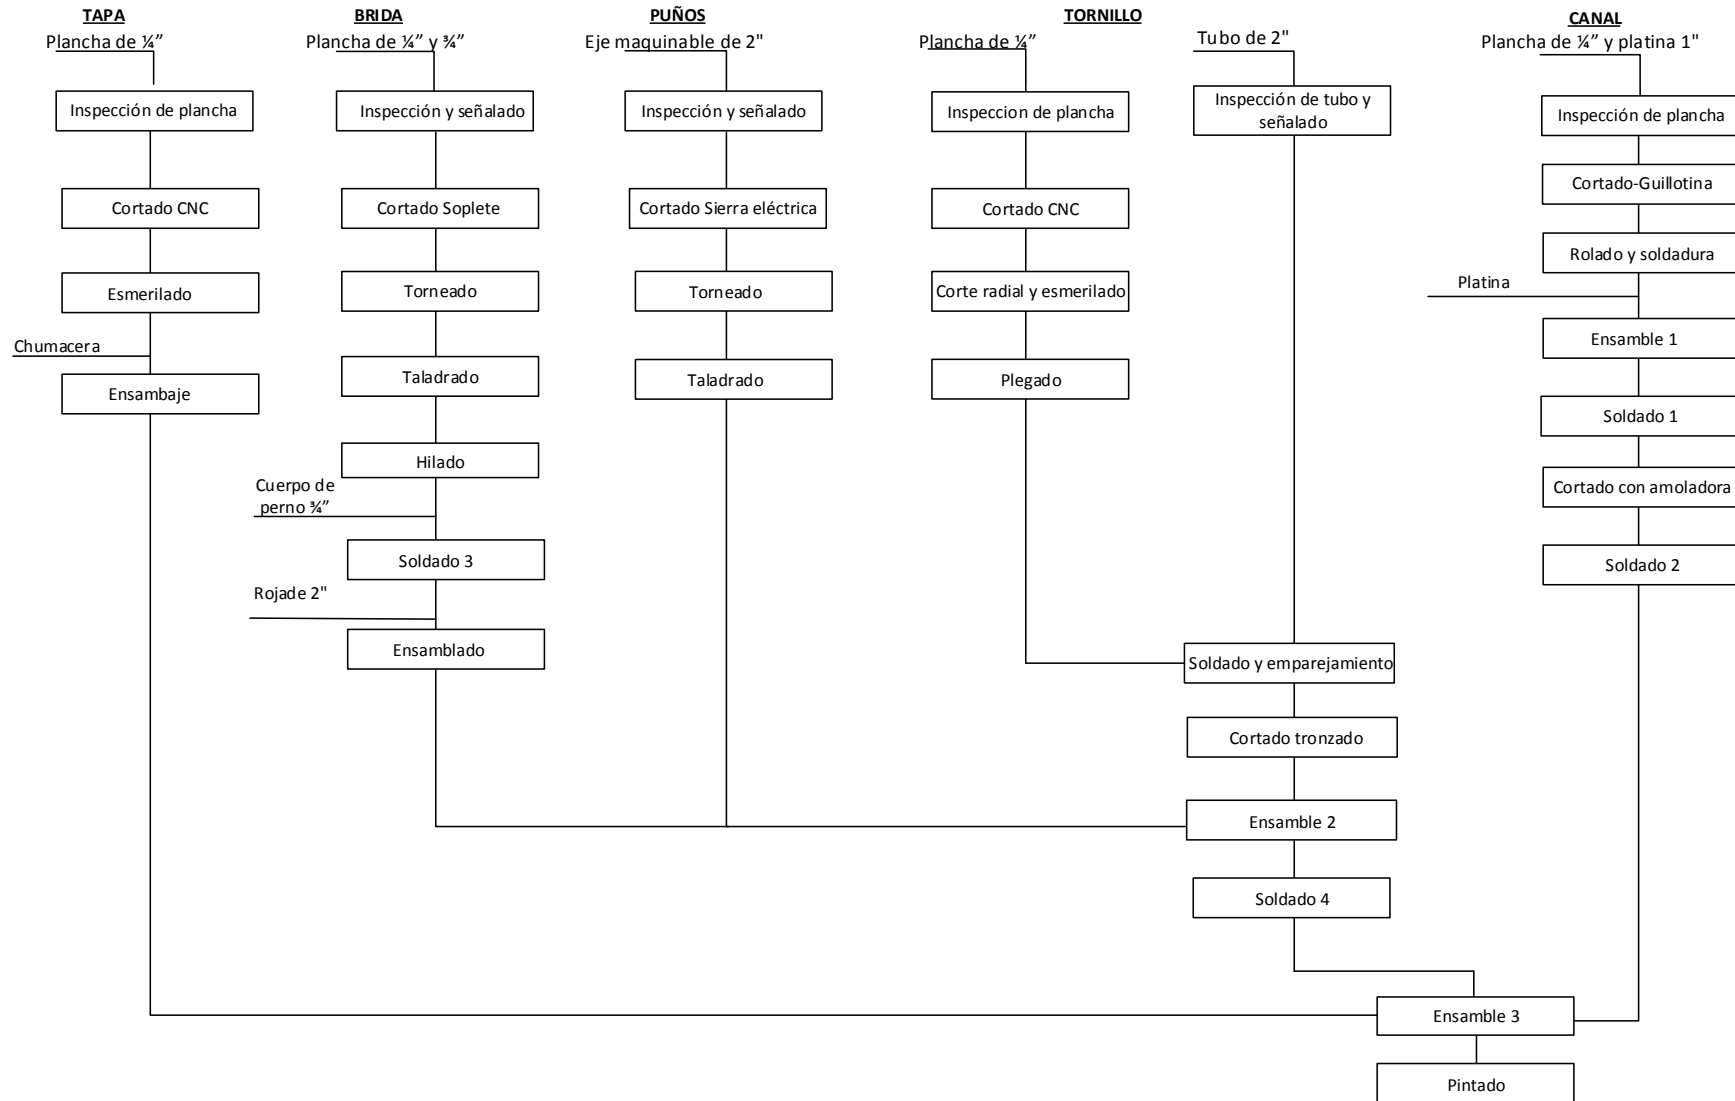 TAPA
Plancha de ¼”
Inspección de plancha
Cortado CNC
Esmerilado
Chumacera
Ensambaje
BRIDA
Plancha de ¼” y ¾”
Inspección y señalado
Cortado Soplete
Torneado
Taladrado
Hilado
Cuerpo de
perno ¾”
Soldado 3
Rojade 2"
Ensamblado
PUÑOS
Eje maquinable de 2"
Inspección y señalado
Cortado Sierra eléctrica
Torneado
Taladrado
TORNILLO
Plancha de ¼”
Inspeccion de plancha
Cortado CNC
Corte radial y esmerilado
Plegado
Tubo de 2"
Inspección de tubo y
señalado
Soldado y emparejamiento
Cortado tronzado
Ensamble 2
Soldado 4
CANAL
Plancha de ¼” y platina 1"
Inspección de plancha
Cortado-Guillotina
Rolado y soldadura
Platina
Ensamble 1
Soldado 1
Cortado con amoladora
Soldado 2
Ensamble 3
Pintado